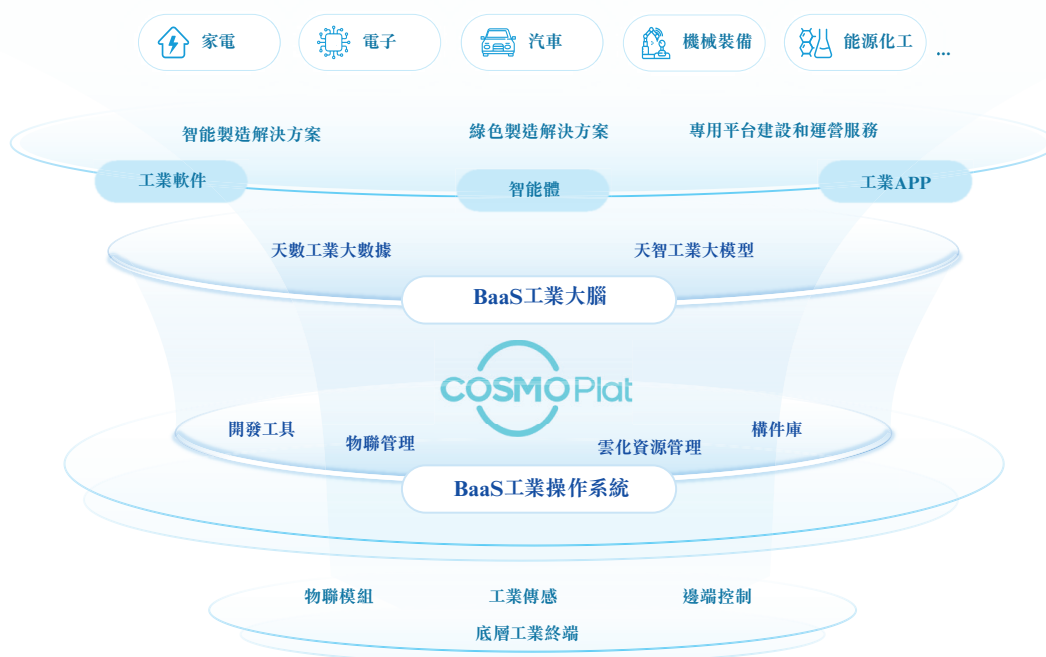 家電 電子 汽車 機械裝備 能源化工 ...
智能製造解決方案 綠色製造解決方案 專用平台建設和運營服務
工業軟件 智能體 工業APP
天數工業大數據 天智工業大模型
BaaS工業大腦
COSMOPlat
開發工具 物聯管理 雲化資源管理 構件庫
BaaS工業操作系統
物聯模組 工業傳感 邊端控制
底層工業終端